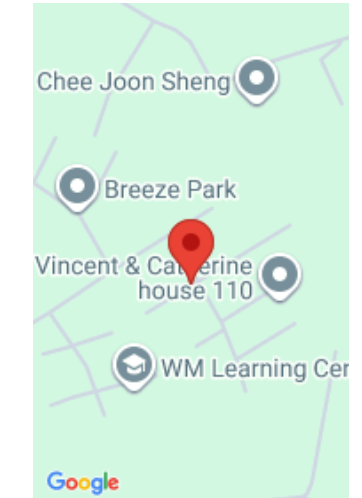 Chee Joon Sheng
Breeze Park
Vincent & Catherine
house 110
WM Learning Cen
Google